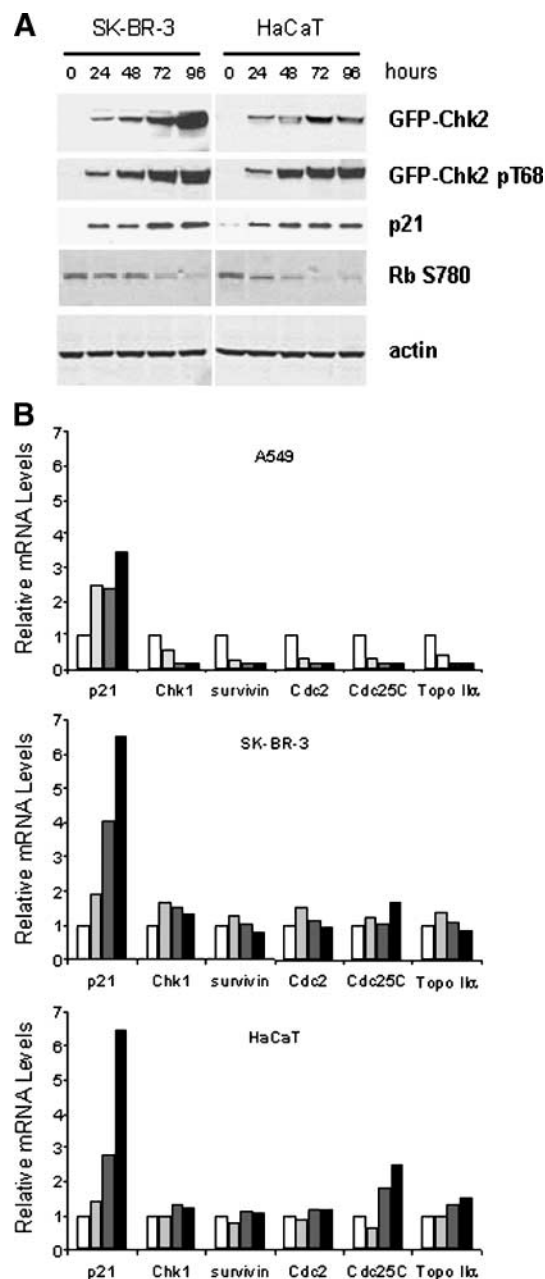 A
SK-BR-3 HaCaT
0 24 48 72 96 0 24 48 72 96 hours
GFP-Chk2
GFP-Chk2 pT68
p21
Rb S780
actin
B
A549
Relative mRNA Levels
7
6
5
4
3
2
1
0
p21 Chk1 survivin Cdc2 Cdc25C Topo IIα
SK-BR-3
Relative mRNA Levels
7
6
5
4
3
2
1
0
p21 Chk1 survivin Cdc2 Cdc25C Topo IIα
HaCaT
Relative mRNA Levels
7
6
5
4
3
2
1
0
p21 Chk1 survivin Cdc2 Cdc25C Topo IIα